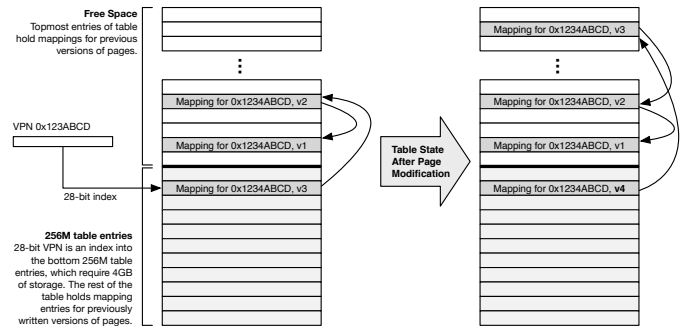 Free Space
Topmost entries of table
hold mappings for previous
versions of pages.
VPN 0x123ABCD
28-bit index
256M table entries
28-bit VPN is an index into
the bottom 256M table
entries, which require 4GB
of storage. The rest of the
table holds mapping
entries for previously
written versions of pages.
Mapping for 0x1234ABCD, v2
Mapping for 0x1234ABCD, v1
Mapping for 0x1234ABCD, v3
Table State
After Page
Modification
Mapping for 0x1234ABCD, v3
Mapping for 0x1234ABCD, v2
Mapping for 0x1234ABCD, v1
Mapping for 0x1234ABCD, v4